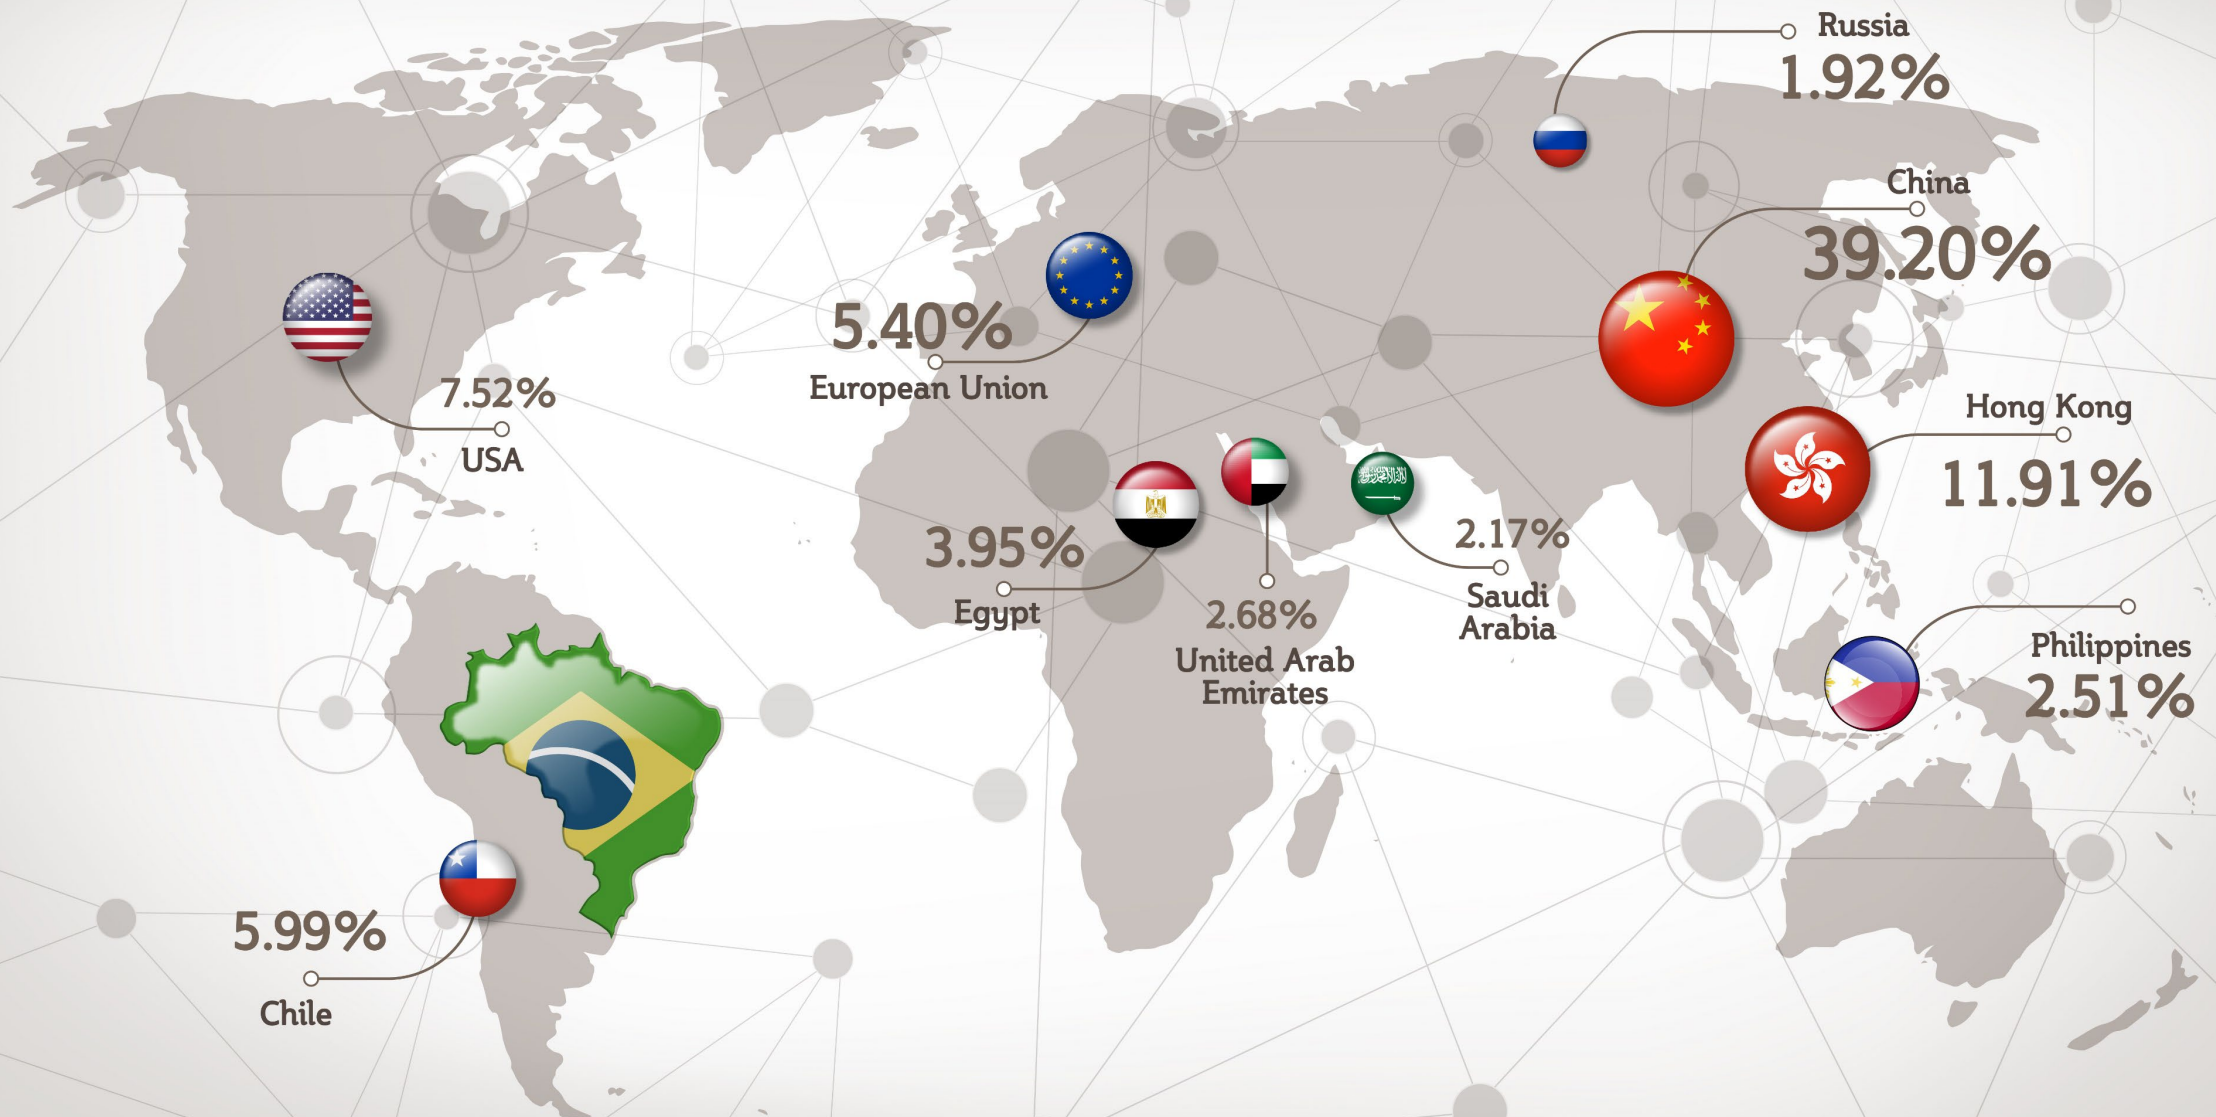 Russia
1.92%
China
39.20%
5.40%
European Union
7.52%
USA
Hong Kong
11.91%
3.95%
Egypt
2.68%
United Arab
Emirates
2.17%
Saudi
Arabia
Philippines
2.51%
5.99%
Chile